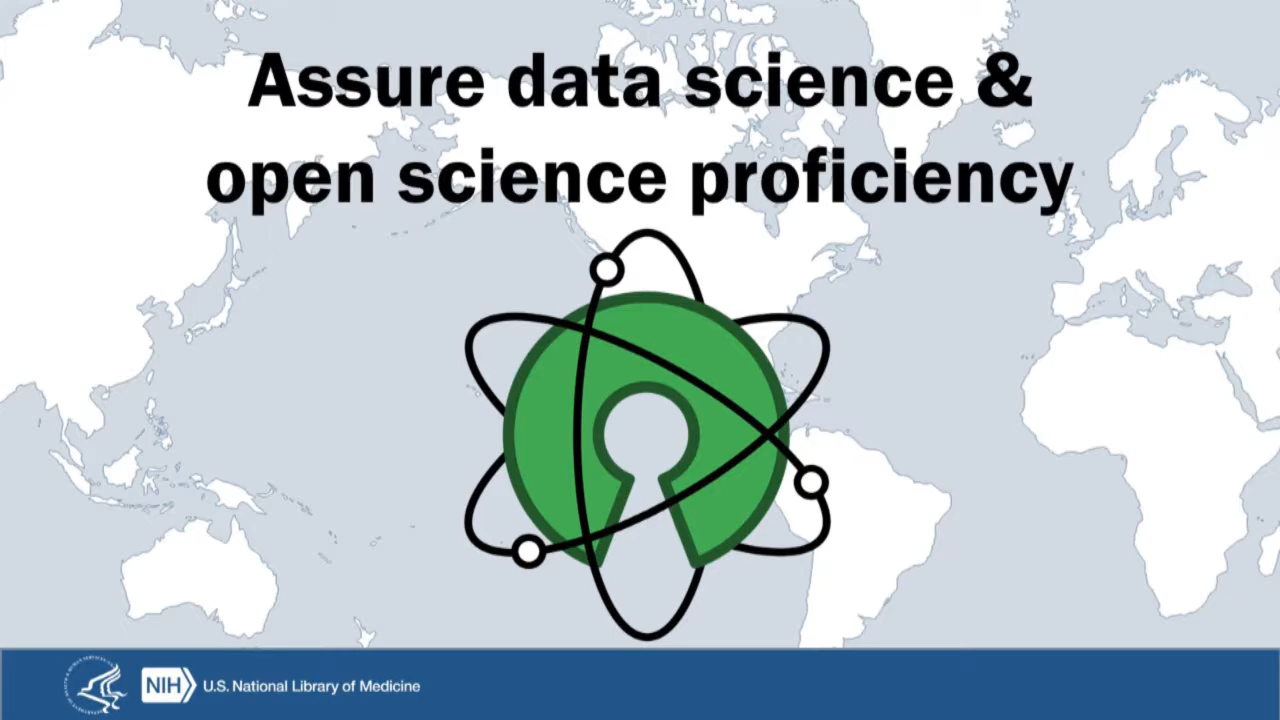 Assure data science &
open science proficiency
NIH
U.S. National Library of Medicine